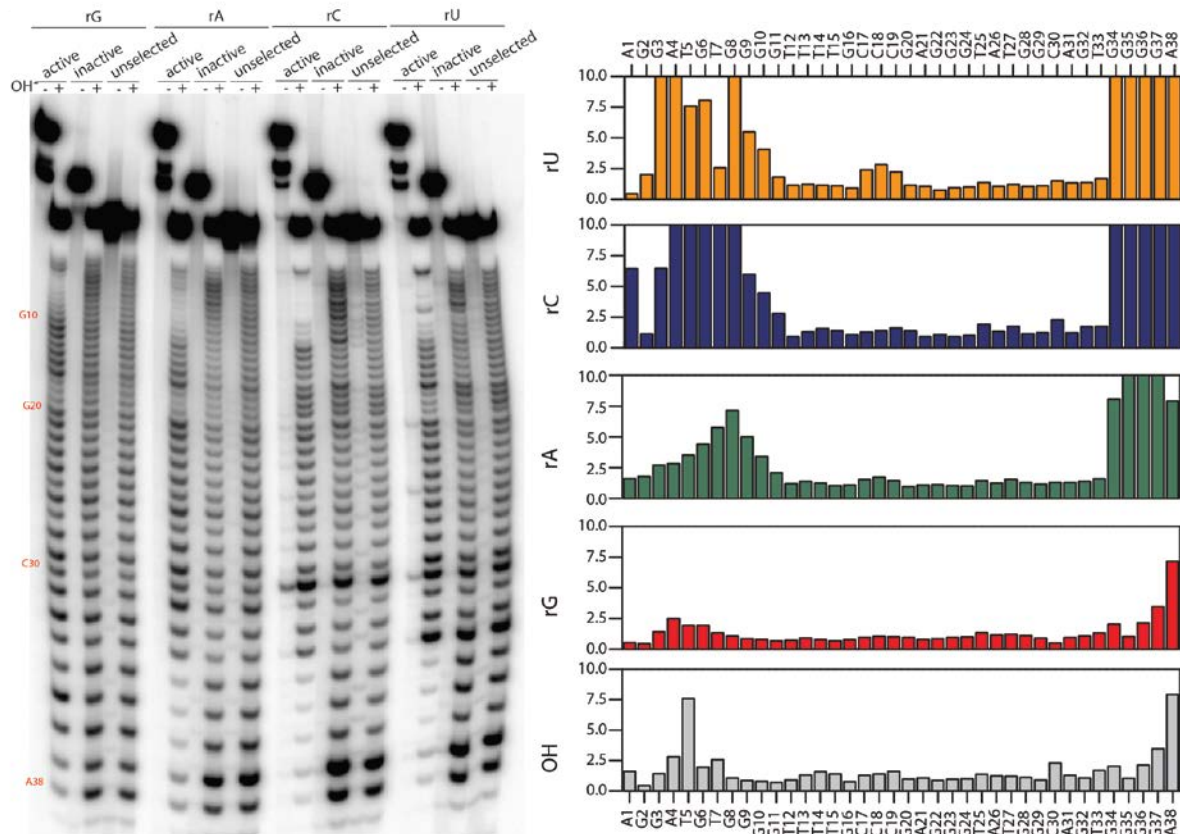 rG rA rC rU
active inactive unselected active inactive unselected active inactive unselected active inactive unselected
OH - + - + - + - + - + - + - + - + - + - + - + - +
G10
G20
C30
A38
A1 G2 G3 A4 T5 G6 T7 G8 G9 G10 G11 T12 T13 T14 T15 G16 C17 C18 C19 G20 A21 G22 G23 G24 T25 A26 T27 G28 G29 C30 A31 T32 T33 G34 G35 G36 G37 A38
10.0
7.5
5.0
2.5
0.0
rU
10.0
7.5
5.0
2.5
0.0
rC
10.0
7.5
5.0
2.5
0.0
rA
10.0
7.5
5.0
2.5
0.0
rG
10.0
7.5
5.0
2.5
0.0
OH
A1 G2 G3 A4 T5 G6 T7 G8 G9 G10 G11 T12 T13 T14 T15 G16 C17 C18 C19 G20 A21 G22 G23 G24 T25 A26 T27 G28 G29 C30 A31 T32 T33 G34 G35 G36 G37 A38